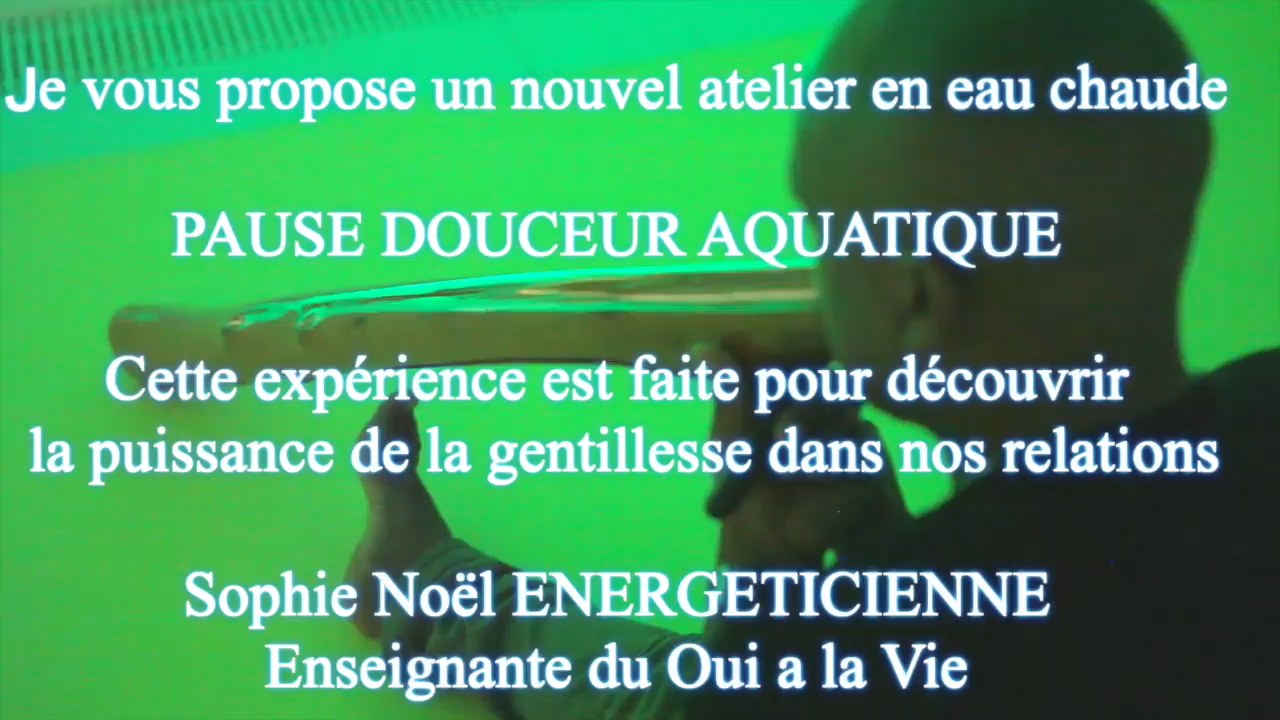 Je vous propose un nouvel atelier en eau chaude
PAUSE DOUCEUR AQUATIQUE
Cette expérience est faite pour découvrir
la puissance de la gentillesse dans nos relations
Sophie Noël ENERGETICIENNE
Enseignante du Oui a la Vie